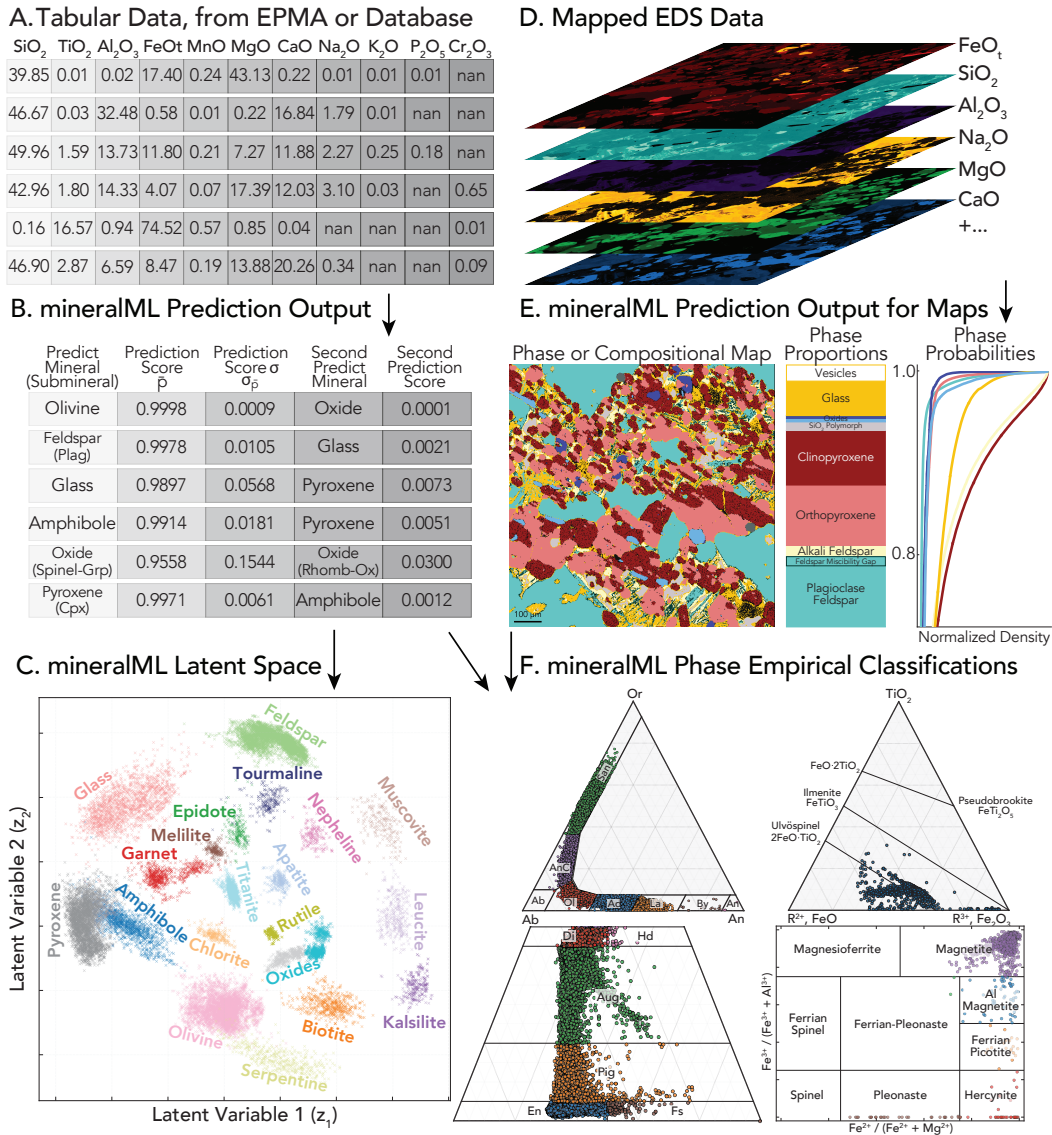 A. Tabular Data, from EPMA or Database
SiO₂ TiO₂ Al₂O₃ FeOt MnO MgO CaO Na₂O K₂O P₂O₅ Cr₂O₃
39.85 0.01 0.02 17.40 0.24 43.13 0.22 0.01 0.01 0.01 nan
46.67 0.03 32.48 0.58 0.01 0.22 16.84 1.79 0.01 nan nan
49.96 1.59 13.73 11.80 0.21 7.27 11.88 2.27 0.25 0.18 nan
42.96 1.80 14.33 4.07 0.07 17.39 12.03 3.10 0.03 nan 0.65
0.16 16.57 0.94 74.52 0.57 0.85 0.04 nan nan nan 0.01
46.90 2.87 6.59 8.47 0.19 13.88 20.26 0.34 nan nan 0.09
D. Mapped EDS Data
FeOₜ
SiO₂
Al₂O₃
Na₂O
MgO
CaO
+...
B. mineralML Prediction Output
Predict Mineral (Submineral) Prediction Score p̄ Prediction Score σ σp̄ Second Predict Mineral Second Prediction Score
Olivine 0.9998 0.0009 Oxide 0.0001
Feldspar (Plag) 0.9978 0.0105 Glass 0.0021
Glass 0.9897 0.0568 Pyroxene 0.0073
Amphibole 0.9914 0.0181 Pyroxene 0.0051
Oxide (Spinel-Grp) 0.9558 0.1544 Oxide (Rhomb-Ox) 0.0300
Pyroxene (Cpx) 0.9971 0.0061 Amphibole 0.0012
E. mineralML Prediction Output for Maps
Phase or Compositional Map
100 µm
Phase Proportions
Vesicles
Glass
Oxides
SiO₂ Polymorph
Clinopyroxene
Orthopyroxene
Alkali Feldspar
Feldspar Miscibility Gap
Plagioclase Feldspar
Phase Probabilities
1.0
0.8
Normalized Density
C. mineralML Latent Space
Latent Variable 2 (z₂)
Feldspar
Glass
Tourmaline
Muscovite
Epidote
Nepheline
Melilite
Garnet
Apatite
Titanite
Pyroxene
Amphibole
Leucite
Rutile
Chlorite
Oxides
Kalsilite
Biotite
Olivine
Serpentine
Latent Variable 1 (z₁)
F. mineralML Phase Empirical Classifications
Or
San
AnC
Ab
Ol
Ad
La
By
An
Ab
An
TiO₂
FeO·2TiO₂
Ilmenite
FeTiO₃
Pseudobrookite
FeTi₂O₅
Ulvöspinel
2FeO·TiO₂
R²⁺, FeO
R³⁺, Fe₂O₃
Di
Hd
Aug
Pig
En
Fs
Fe³⁺ / (Fe³⁺ + Al³⁺)
Magnesioferrite
Magnetite
Al Magnetite
Ferrian Spinel
Ferrian-Pleonaste
Ferrian Picotite
Spinel
Pleonaste
Hercynite
Fe²⁺ / (Fe²⁺ + Mg²⁺)